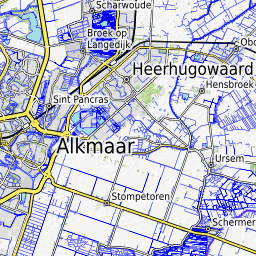 Scharwoude
Broek op
Langedijk
Heerhugowaard
Hensbroek
Sint Pancras
Alkmaar
Ursem
Stompetoren
Schermer